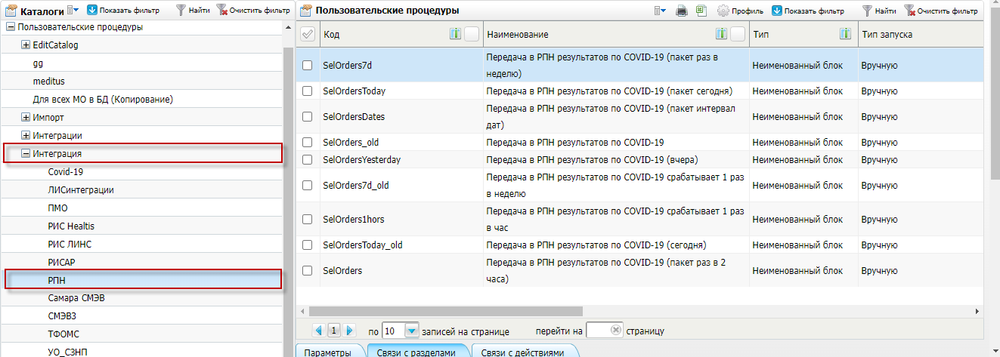 Каталоги Показать фильтр Найти Очистить фильтр
Пользовательские процедуры
EditCatalog
gg
meditus
Для всех МО в БД (Копирование)
Импорт
Интеграции
Интеграция
Covid-19
ЛИСинтеграции
ПМО
РИС Healtis
РИС ЛИНС
РИСАР
РПН
Самара СМЭВ
СМЭВ3
ТФОМС
УО_СЗНП
Пользовательские процедуры Профиль Показать фильтр Найти Очистить фильтр
Код Наименование Тип Тип запуска
SelOrders7d Передача в РПН результатов по COVID-19 (пакет раз в
неделю) Неименованный блок Вручную
SelOrdersToday Передача в РПН результатов по COVID-19 (пакет сегодня) Неименованный блок Вручную
SelOrdersDates Передача в РПН результатов по COVID-19 (пакет интервал
дат) Неименованный блок Вручную
SelOrders_old Передача в РПН результатов по COVID-19 Неименованный блок Вручную
SelOrdersYesterday Передача в РПН результатов по COVID-19 (вчера) Неименованный блок Вручную
SelOrders7d_old Передача в РПН результатов по COVID-19 срабатывает 1 раз
в неделю Неименованный блок Вручную
SelOrders1hors Передача в РПН результатов по COVID-19 срабатывает 1 раз
в час Неименованный блок Вручную
SelOrdersToday_old Передача в РПН результатов по COVID-19 (сегодня) Неименованный блок Вручную
SelOrders Передача в РПН результатов по COVID-19 (пакет раз в 2
часа) Неименованный блок Вручную
1 по 10 записей на странице перейти на страницу
Параметры Связи с разделами Связи с действиями